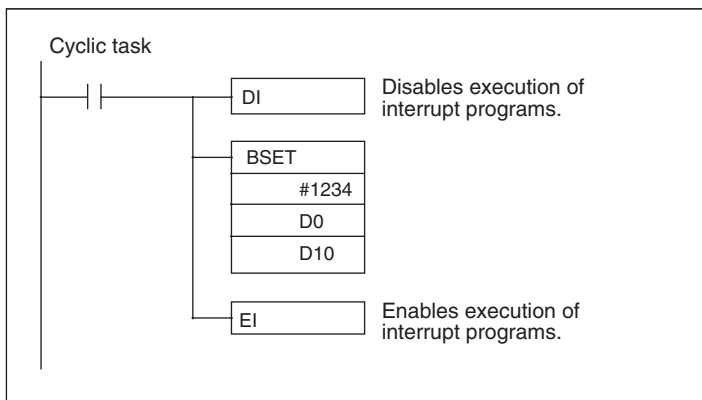 Cyclic task
DI
Disables execution of
interrupt programs.
BSET
#1234
D0
D10
EI
Enables execution of
interrupt programs.